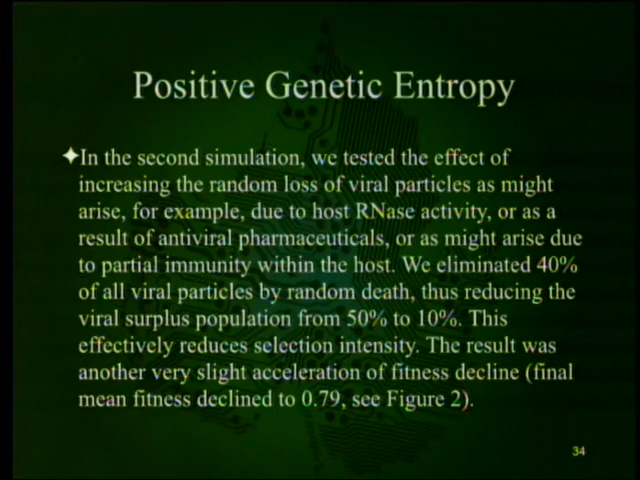 Positive Genetic Entropy
✦In the second simulation, we tested the effect of
increasing the random loss of viral particles as might
arise, for example, due to host RNase activity, or as a
result of antiviral pharmaceuticals, or as might arise due
to partial immunity within the host. We eliminated 40%
of all viral particles by random death, thus reducing the
viral surplus population from 50% to 10%. This
effectively reduces selection intensity. The result was
another very slight acceleration of fitness decline (final
mean fitness declined to 0.79, see Figure 2).
34